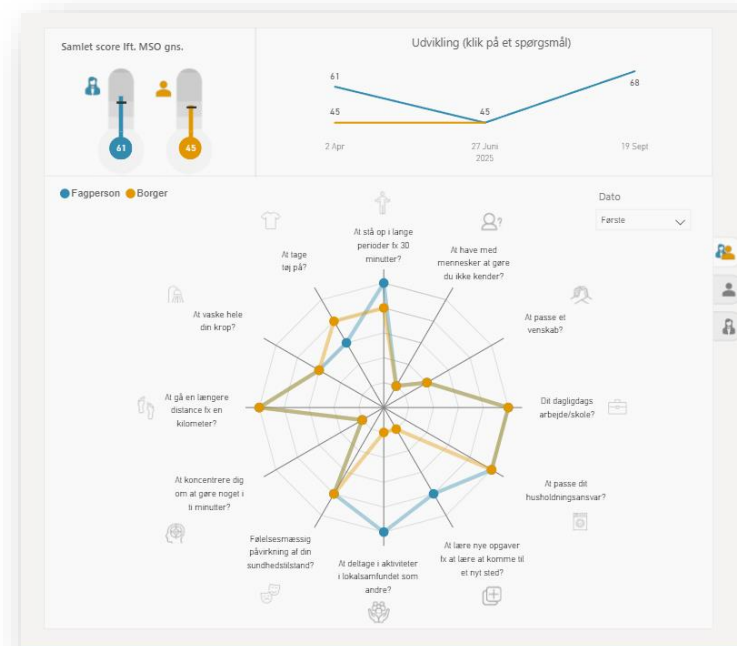 Samlet score lft. MSO gns.
61
45
Udvikling (klik på et spørgsmål)
61
45
45
68
2 Apr
27 Juni
2025
19 Sept
Fagperson
Borger
Dato
Første
At stå op i lange
perioder fx 30
minutter?
At have med
mennesker at gøre
du ikke kender?
At passe et
venskab?
Dit dagligdags
arbejde/skole?
At passe dit
husholdningsansvar?
At lære nye opgaver
fx at lære at komme til
et nyt sted?
At deltage i aktiviteter
i lokalsamfundet som
andre?
Følelsesmæssig
påvirkning af din
sundhedstilstand?
At koncentrere dig
om at gøre noget i
ti minutter?
At gå en længere
distance fx en
kilometer?
At vaske hele
din krop?
At tage
tøj på?